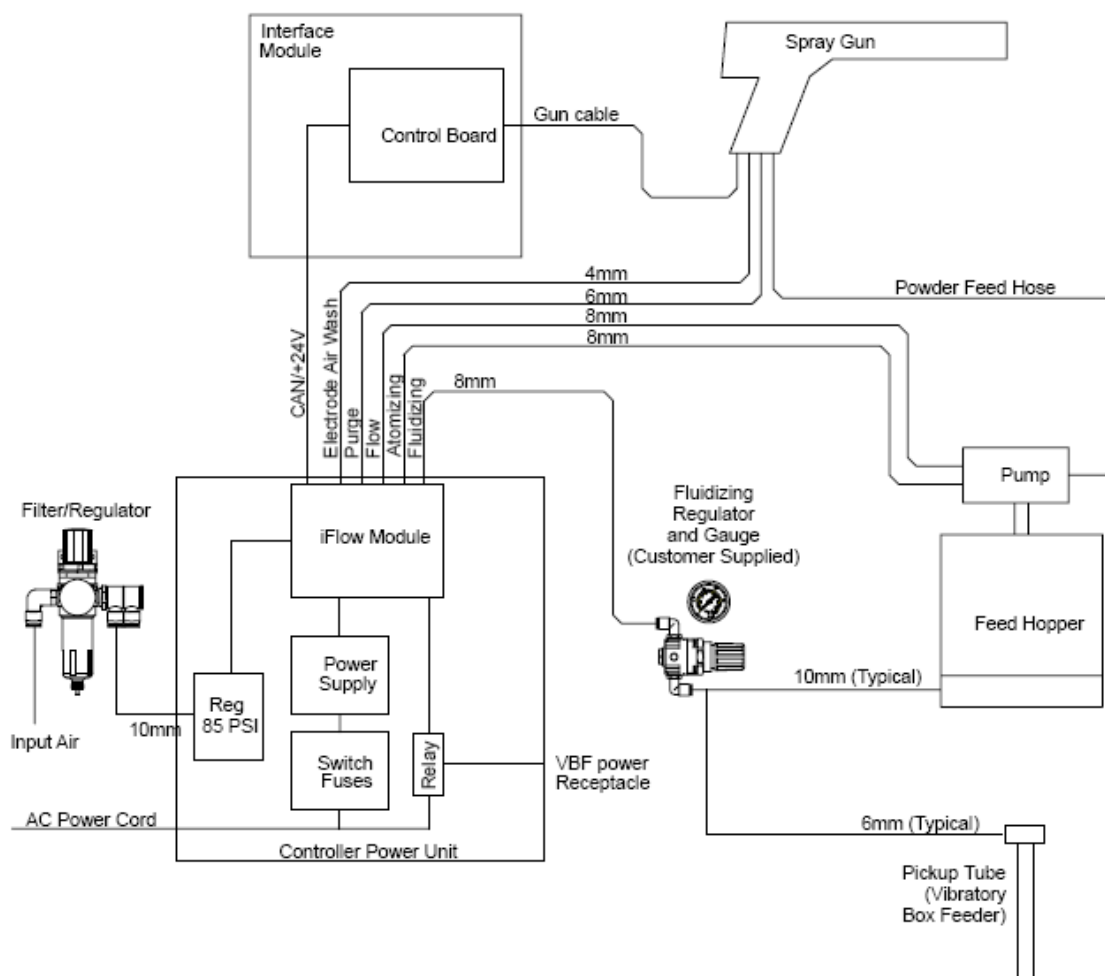 Interface
Module
Spray Gun
Control Board
Gun cable
4mm
Powder Feed Hose
6mm
8mm
8mm
8mm
CAN/+24V
Electrode Air Wash
Purge
Flow
Atomizing
Fluidizing
Pump
Filter/Regulator
iFlow Module
Fluidizing
Regulator
and Gauge
(Customer Supplied)
Feed Hopper
Power
Supply
Reg
85 PSI
10mm (Typical)
10mm
Input Air
Switch
Fuses
Relay
VBF power
Receptacle
AC Power Cord
6mm (Typical)
Controller Power Unit
Pickup Tube
(Vibratory
Box Feeder)